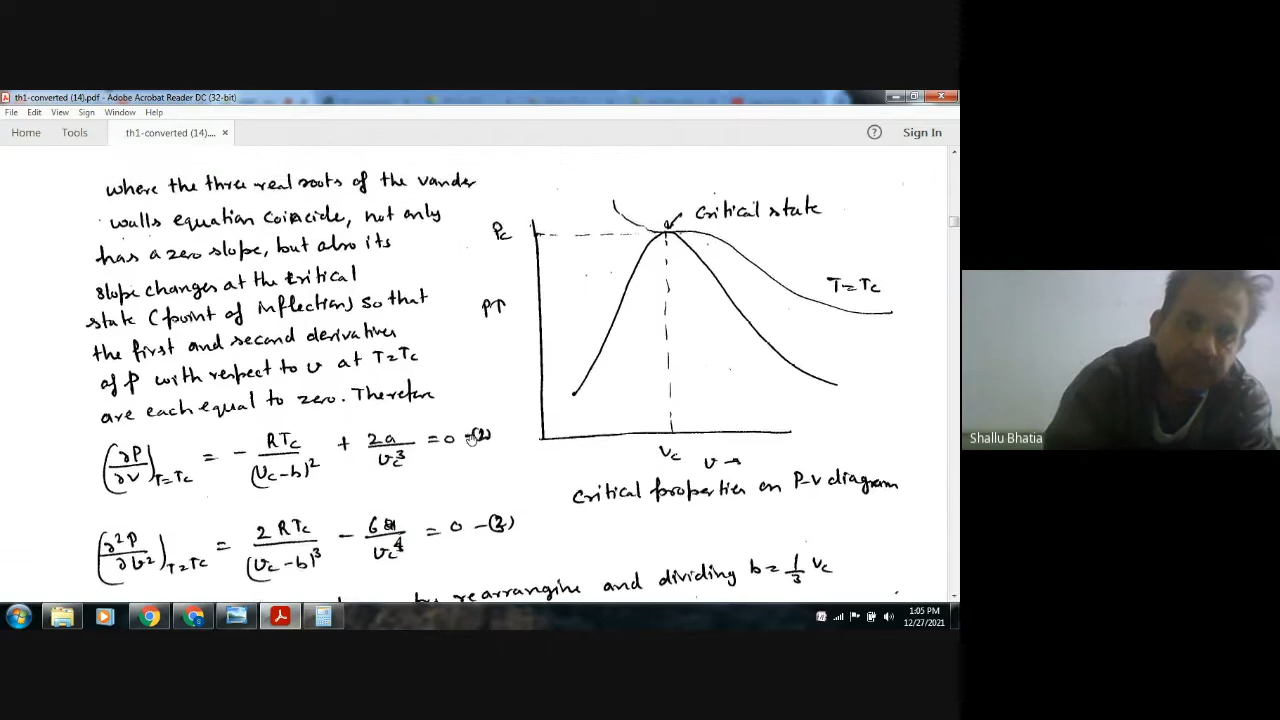 th1-converted (14).pdf - Adobe Acrobat Reader DC (32-bit)
File Edit View Sign Window Help
Home Tools th1-converted (14).... × ? Sign In
where the three real roots of the vander
walls equation coincide, not only
has a zero slope, but also its
slope changes at the critical
state (point of inflection) so that
the first and second derivatives
of P with respect to v at T=Tc
are each equal to zero. Therefore
(∂P/∂v)T=Tc = - RTc/(vc-b)² + 2a/vc³ = 0 -(2)
(∂²P/∂v²)T=Tc = 2RTc/(vc-b)³ - 6a/vc⁴ = 0 -(3)
by rearranging and dividing b = 1/3 vc
Critical state
Pc
T=Tc
P↑
vc
v→
Critical properties on P-v diagram
Shallu Bhatia
1:05 PM
12/27/2021